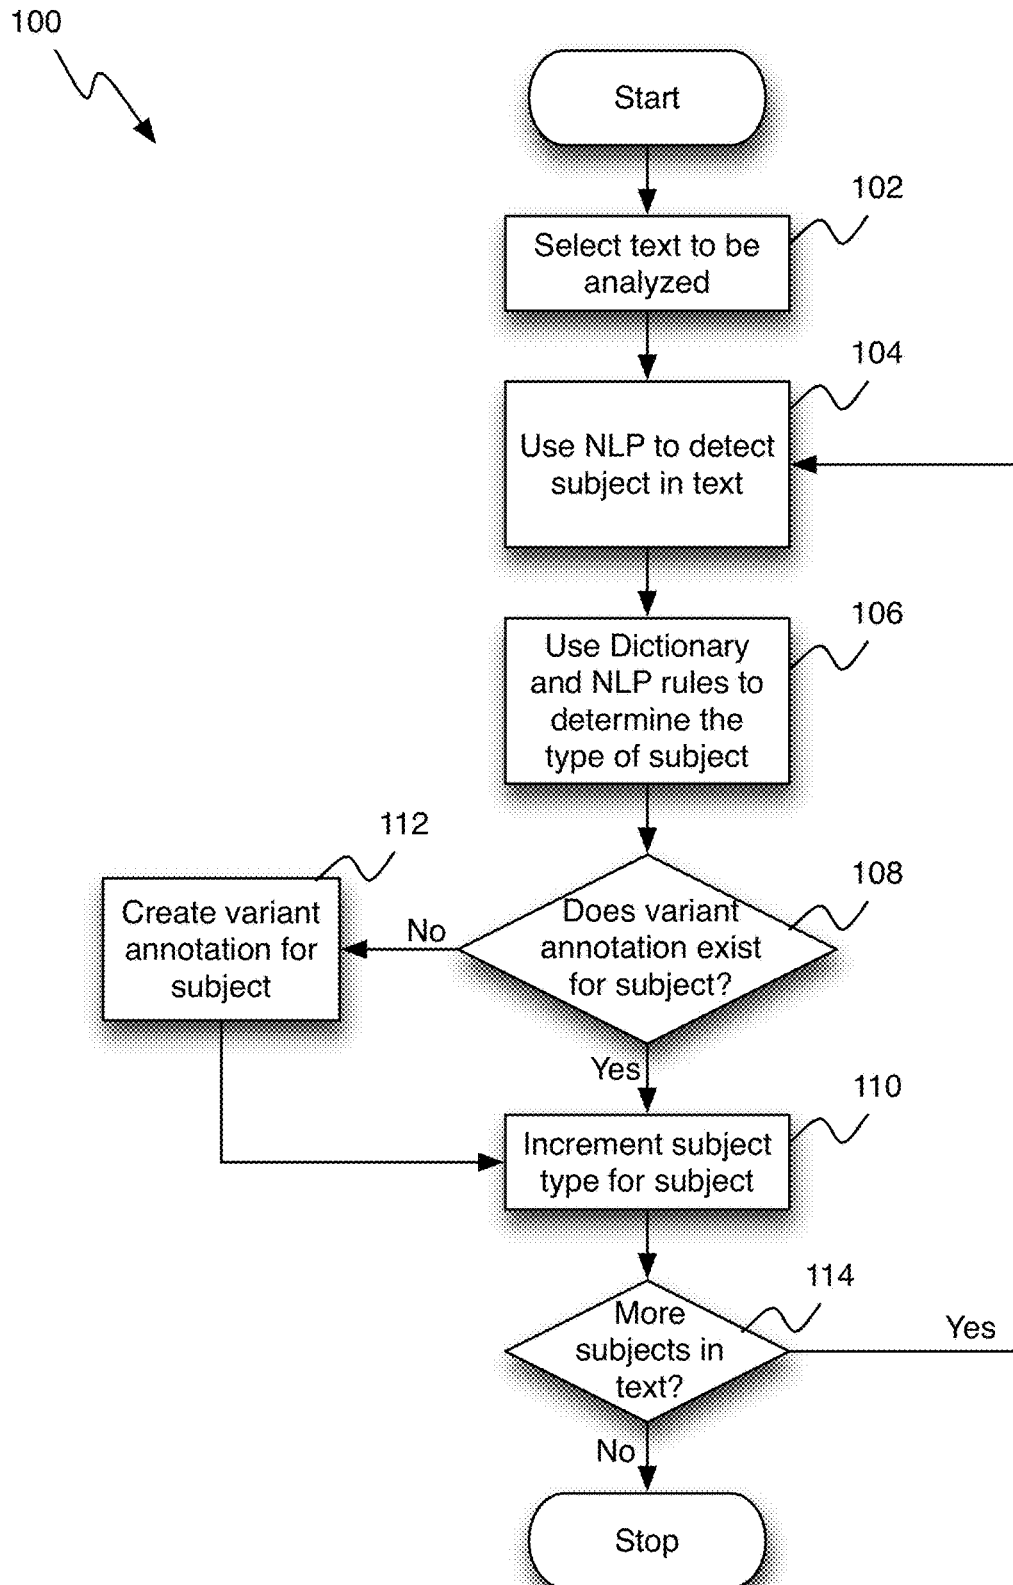 100
Start
102
Select text to be
analyzed
104
Use NLP to detect
subject in text
106
Use Dictionary
and NLP rules to
determine the
type of subject
112
108
Create variant
annotation for
subject
No
Does variant
annotation exist
for subject?
Yes
110
Increment subject
type for subject
114
More
subjects in
text?
Yes
No
Stop